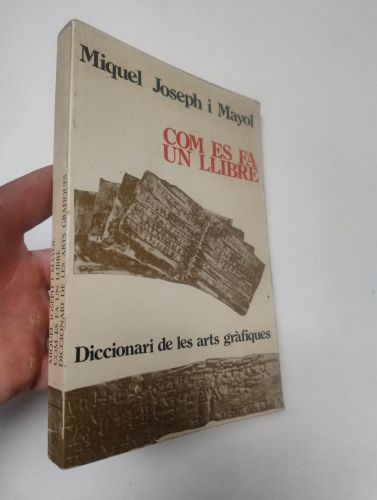 Miquel Joseph i Mayol
COM ES FA
UN LLIBRE
Diccionari de les arts gràfiques
MIQUEL JOSEPH I MAYOL
COM ES FA UN LLIBRE
DICCIONARI DE LES ARTS GRÀFIQUES